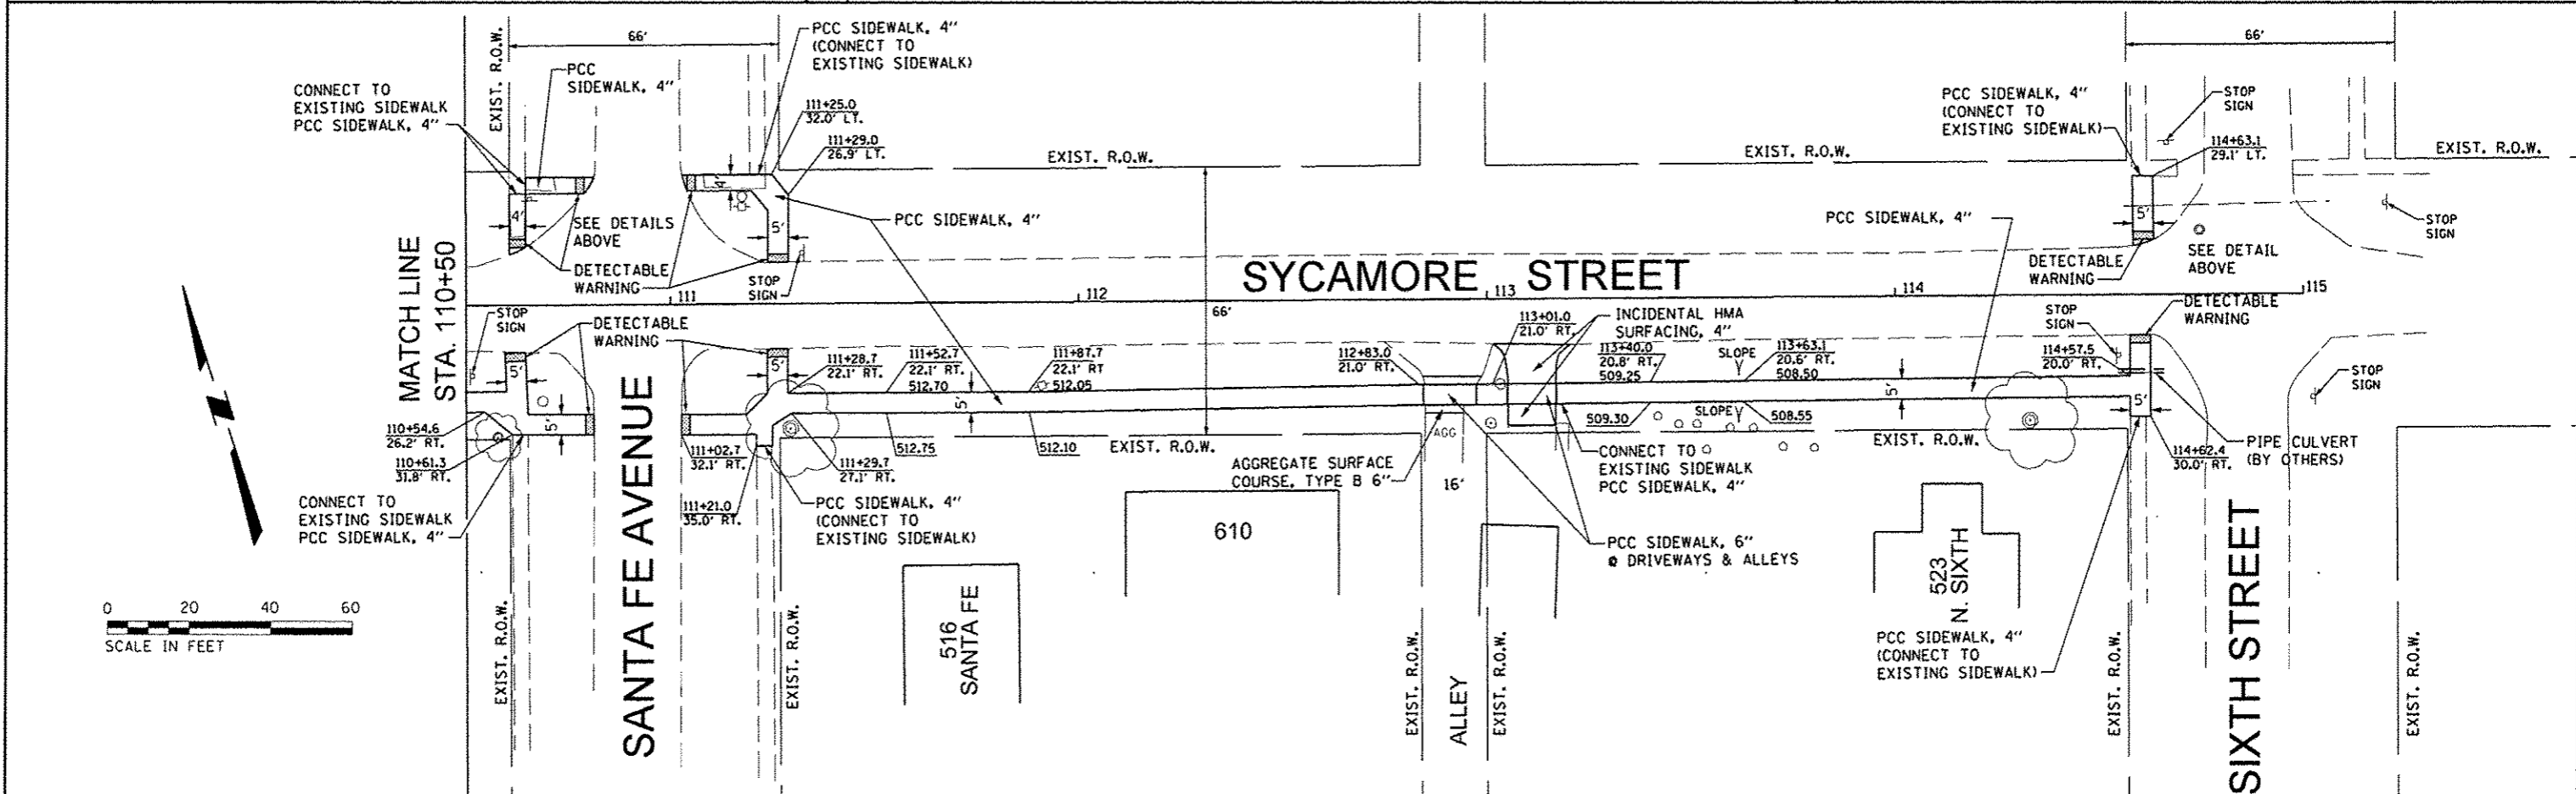 66'
PCC SIDEWALK, 4"
(CONNECT TO
EXISTING SIDEWALK)
PCC
SIDEWALK, 4"
CONNECT TO
EXISTING SIDEWALK
PCC SIDEWALK, 4"
EXIST. R.O.W.
111+25.0
32.0' LT.
111+29.0
26.9' LT.
EXIST. R.O.W.
EXIST. R.O.W.
66'
PCC SIDEWALK, 4"
(CONNECT TO
EXISTING SIDEWALK)
STOP
SIGN
114+63.1
29.1' LT.
EXIST. R.O.W.
4'
4'
5'
SEE DETAILS
ABOVE
DETECTABLE
WARNING
STOP
SIGN
PCC SIDEWALK, 4"
PCC SIDEWALK, 4"
5'
STOP
SIGN
SEE DETAIL
ABOVE
DETECTABLE
WARNING
MATCH LINE
STA. 110+50
SYCAMORE STREET
111
112
113
114
115
66'
STOP
SIGN
DETECTABLE
WARNING
5'
5'
111+28.7
22.1' RT.
111+52.7
22.1' RT.
512.70
111+87.7
22.1' RT
512.05
5'
112+83.0
21.0' RT.
113+01.0
21.0' RT.
INCIDENTAL HMA
SURFACING, 4"
113+40.0
20.8' RT.
509.25
SLOPE
113+63.1
20.6' RT.
508.50
5'
STOP
SIGN
114+57.5
20.0' RT.
DETECTABLE
WARNING
STOP
SIGN
5'
110+54.6
26.2' RT.
110+61.3
31.8' RT.
111+02.7
32.1' RT.
111+29.7
27.1' RT.
111+21.0
35.0' RT.
512.75
512.10
EXIST. R.O.W.
AGG
509.30
SLOPE
508.55
EXIST. R.O.W.
114+62.4
30.0' RT.
PIPE CULVERT
(BY OTHERS)
CONNECT TO
EXISTING SIDEWALK
PCC SIDEWALK, 4"
PCC SIDEWALK, 4"
(CONNECT TO
EXISTING SIDEWALK)
AGGREGATE SURFACE
COURSE, TYPE B 6"
16'
CONNECT TO
EXISTING SIDEWALK
PCC SIDEWALK, 4"
PCC SIDEWALK, 6"
@ DRIVEWAYS & ALLEYS
610
516
SANTA FE
523
N. SIXTH
PCC SIDEWALK, 4"
(CONNECT TO
EXISTING SIDEWALK)
0 20 40 60
SCALE IN FEET
EXIST. R.O.W.
SANTA FE AVENUE
EXIST. R.O.W.
EXIST. R.O.W.
ALLEY
EXIST. R.O.W.
EXIST. R.O.W.
SIXTH STREET
EXIST. R.O.W.